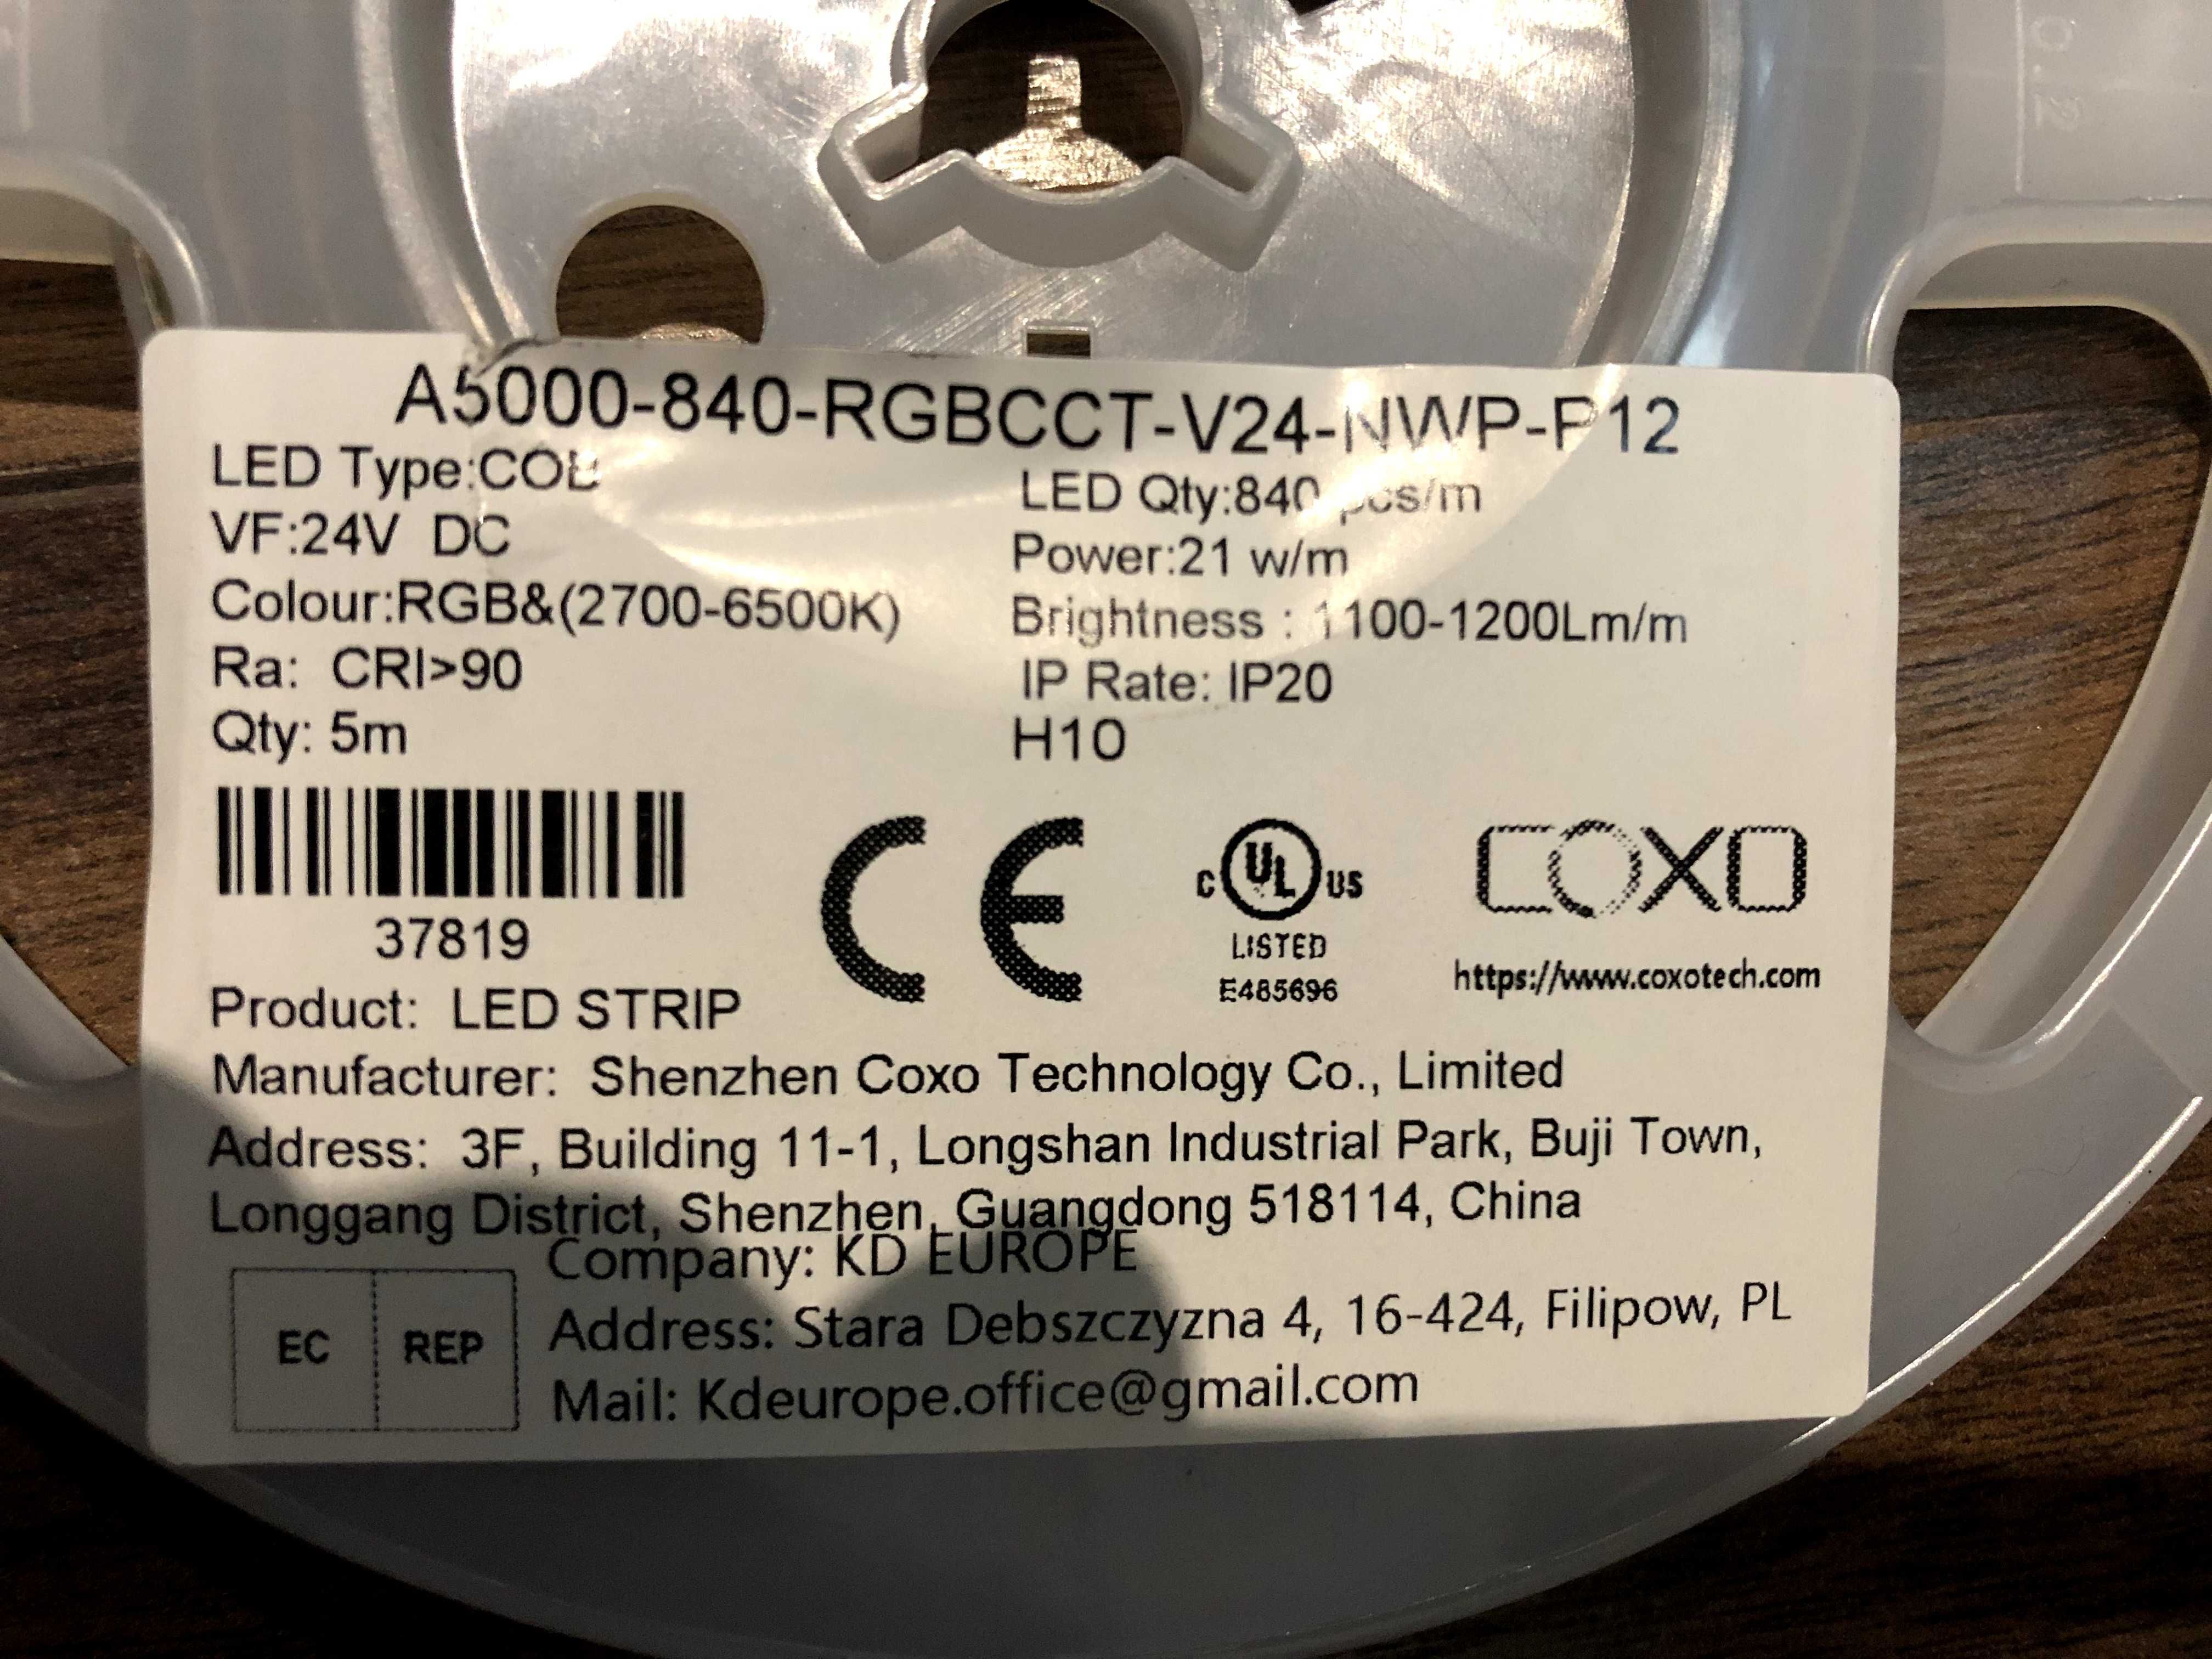 A5000-840-RGBCCT-V24-NWP-P12
LED Type:COB
LED Qty:840 pcs/m
VF:24V DC
Power:21 w/m
Colour:RGB&(2700-6500K)
Brightness : 1100-1200Lm/m
Ra: CRI>90
IP Rate: IP20
Qty: 5m
H10
37819
CE
C UL US
LISTED
E485696
COXO
https://www.coxotech.com
Product: LED STRIP
Manufacturer: Shenzhen Coxo Technology Co., Limited
Address: 3F, Building 11-1, Longshan Industrial Park, Buji Town,
Longgang District, Shenzhen, Guangdong 518114, China
EC REP
Company: KD EUROPE
Address: Stara Debszczyzna 4, 16-424, Filipow, PL
Mail: Kdeurope.office@gmail.com